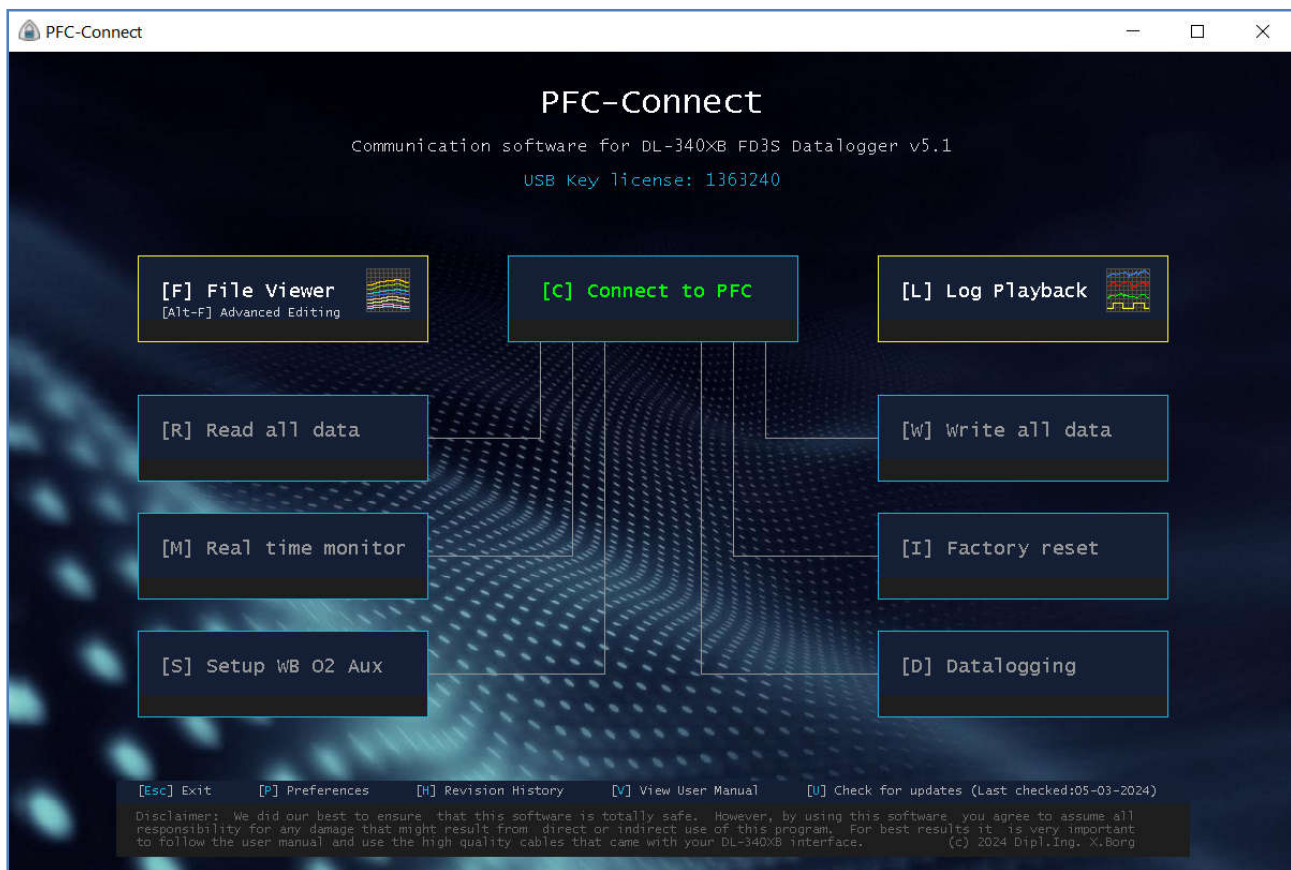 PFC-Connect
PFC-Connect
Communication software for DL-340XB FD3S Datalogger v5.1
USB Key license: 1363240
[F] File Viewer
[Alt-F] Advanced Editing
[C] Connect to PFC
[L] Log Playback
[R] Read all data
[W] Write all data
[M] Real time monitor
[I] Factory reset
[S] Setup WB O2 Aux
[D] Datalogging
[Esc] Exit [P] Preferences [H] Revision History [V] View User Manual [U] Check for updates (Last checked:05-03-2024)
Disclaimer: We did our best to ensure that this software is totally safe. However, by using this software you agree to assume all
responsibility for any damage that might result from direct or indirect use of this program. For best results it is very important
to follow the user manual and use the high quality cables that came with your DL-340XB interface. (c) 2024 Dipl.Ing. X.Borg